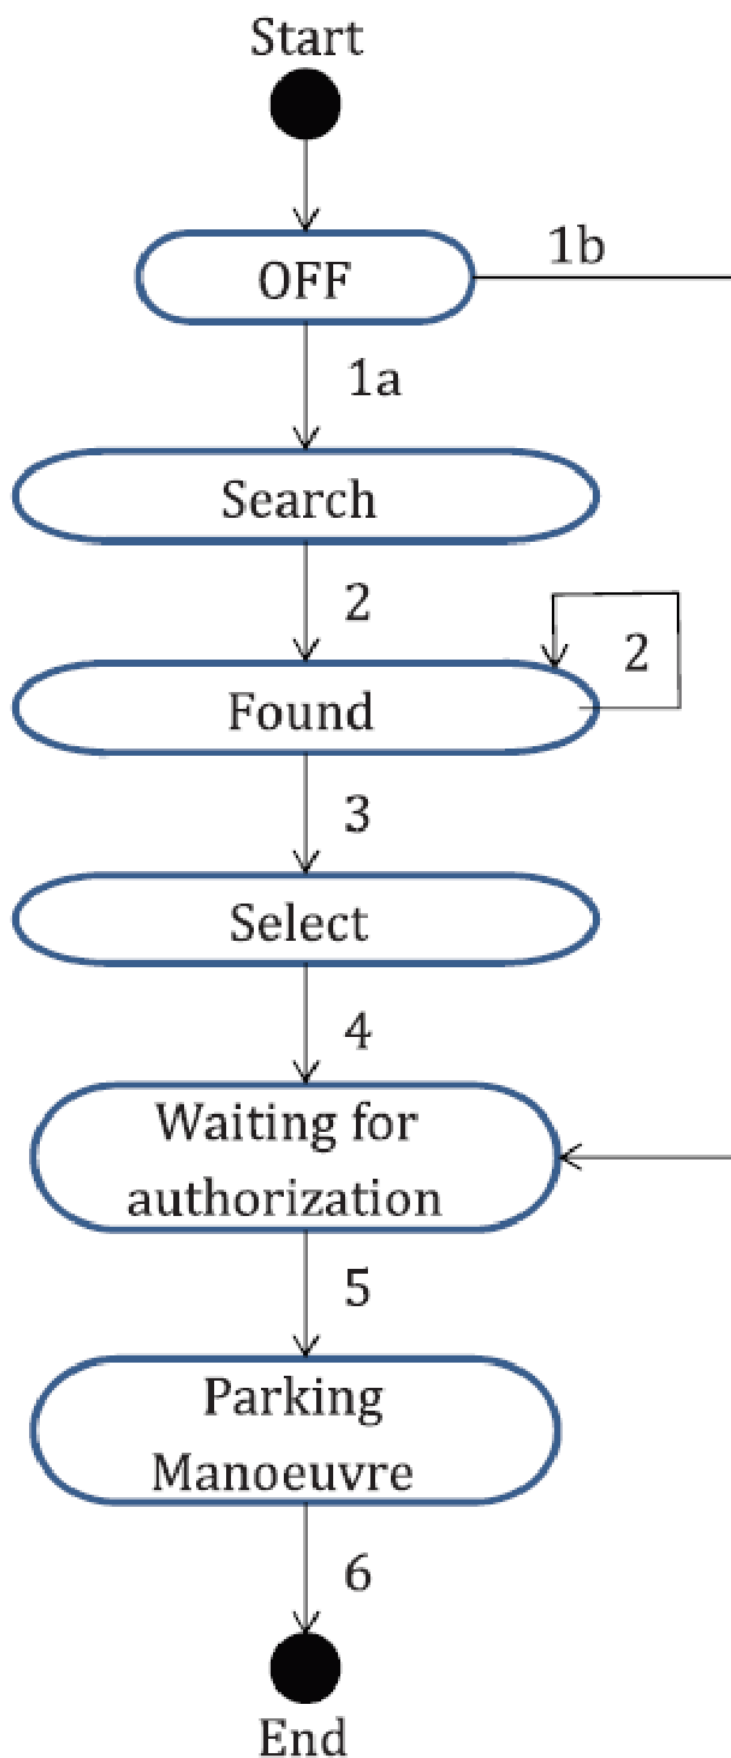 Start
OFF
1b
1a
Search
2
2
Found
3
Select
4
Waiting for
authorization
5
Parking
Manoeuvre
6
End